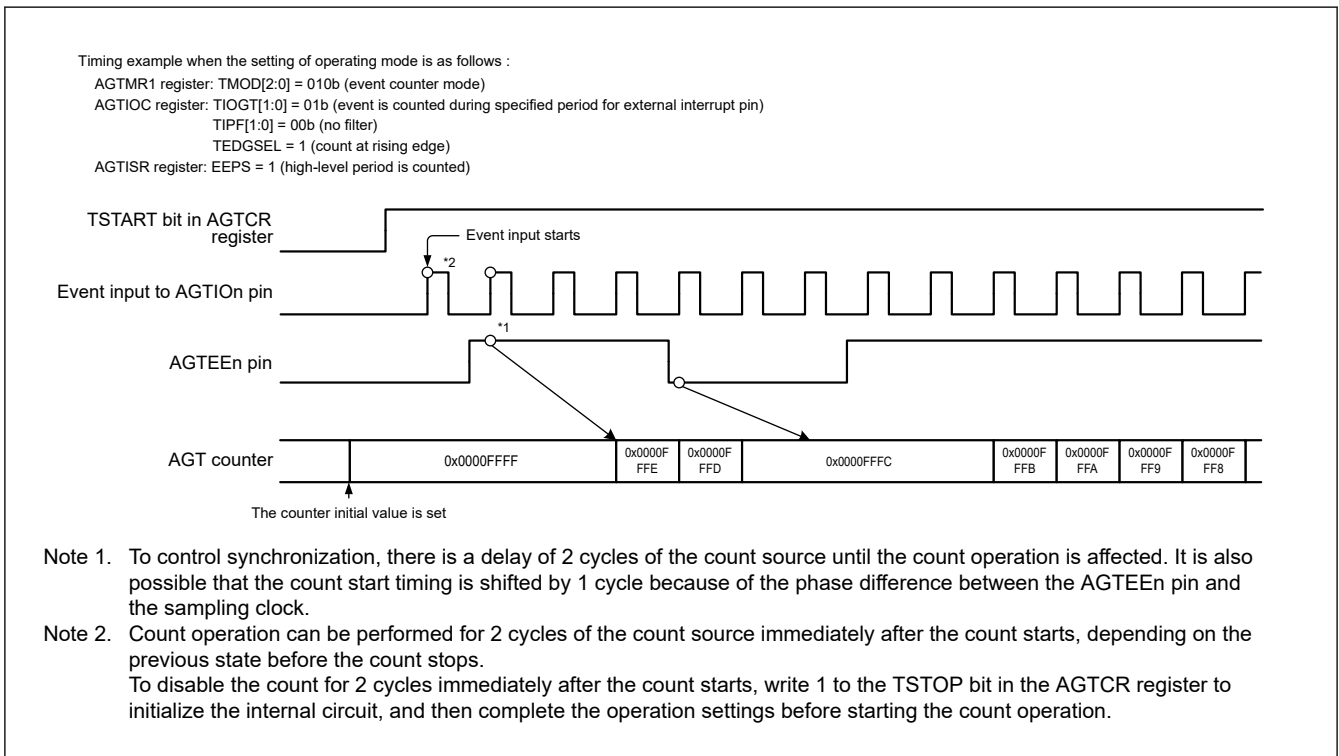 Timing example when the setting of operating mode is as follows :
AGTMR1 register: TMOD[2:0] = 010b (event counter mode)
AGTIOC register: TIOGT[1:0] = 01b (event is counted during specified period for external interrupt pin)
TIPF[1:0] = 00b (no filter)
TEDGSEL = 1 (count at rising edge)
AGTISR register: EEPS = 1 (high-level period is counted)
TSTART bit in AGTCR
register
Event input starts
*2
Event input to AGTIOn pin
*1
AGTEEn pin
AGT counter
0x0000FFFF
0x0000F
FFE
0x0000F
FFD
0x0000FFFC
0x0000F
FFB
0x0000F
FFA
0x0000F
FF9
0x0000F
FF8
The counter initial value is set
Note 1. To control synchronization, there is a delay of 2 cycles of the count source until the count operation is affected. It is also
possible that the count start timing is shifted by 1 cycle because of the phase difference between the AGTEEn pin and
the sampling clock.
Note 2. Count operation can be performed for 2 cycles of the count source immediately after the count starts, depending on the
previous state before the count stops.
To disable the count for 2 cycles immediately after the count starts, write 1 to the TSTOP bit in the AGTCR register to
initialize the internal circuit, and then complete the operation settings before starting the count operation.